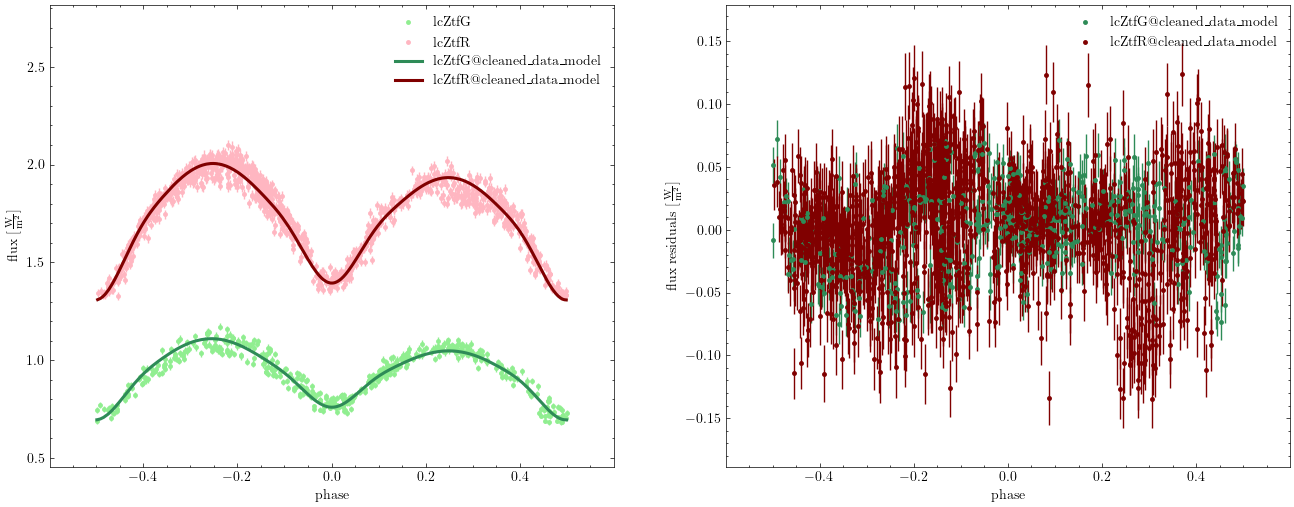 lcZtfG
lcZtfR
lcZtfG@cleaned_data_model
lcZtfR@cleaned_data_model
2.5
2.0
1.5
1.0
0.5
flux [W/m²]
−0.4
−0.2
0.0
0.2
0.4
phase
lcZtfG@cleaned_data_model
lcZtfR@cleaned_data_model
0.15
0.10
0.05
0.00
−0.05
−0.10
−0.15
flux residuals [W/m²]
−0.4
−0.2
0.0
0.2
0.4
phase